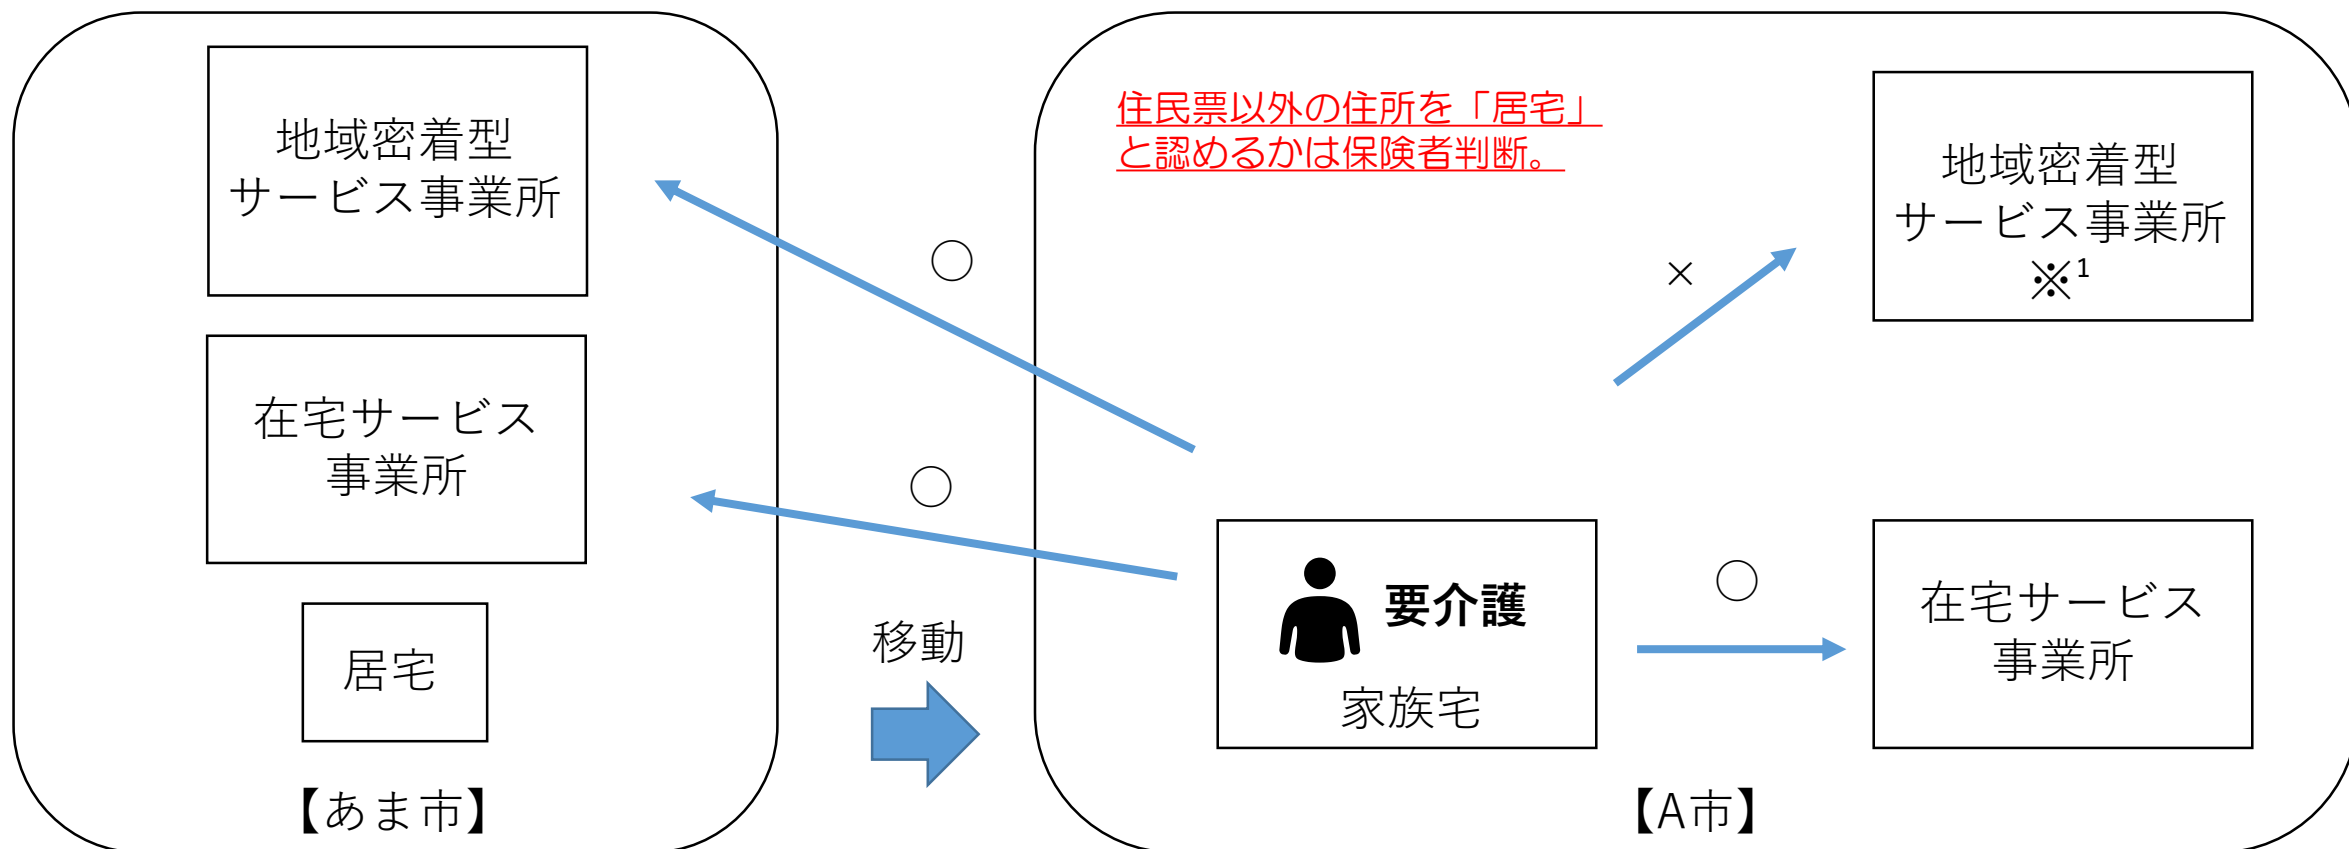 地域密着型
サービス事業所
在宅サービス
事業所
居宅
【あま市】
○
○
移動
住民票以外の住所を「居宅」
と認めるかは保険者判断。
×
地域密着型
サービス事業所
※1
要介護
家族宅
○
在宅サービス
事業所
【A市】